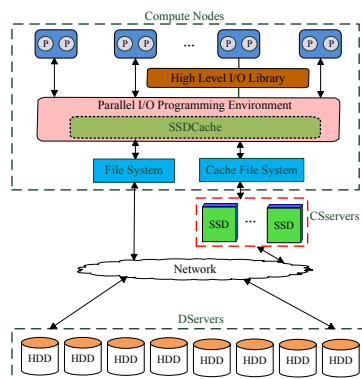 Compute Nodes
P P P P ... P P P P
High Level I/O Library
Parallel I/O Programming Environment
SSDCache
File System Cache File System
CSservers
SSD ... SSD
Network
DServers
HDD HDD HDD HDD HDD HDD HDD HDD